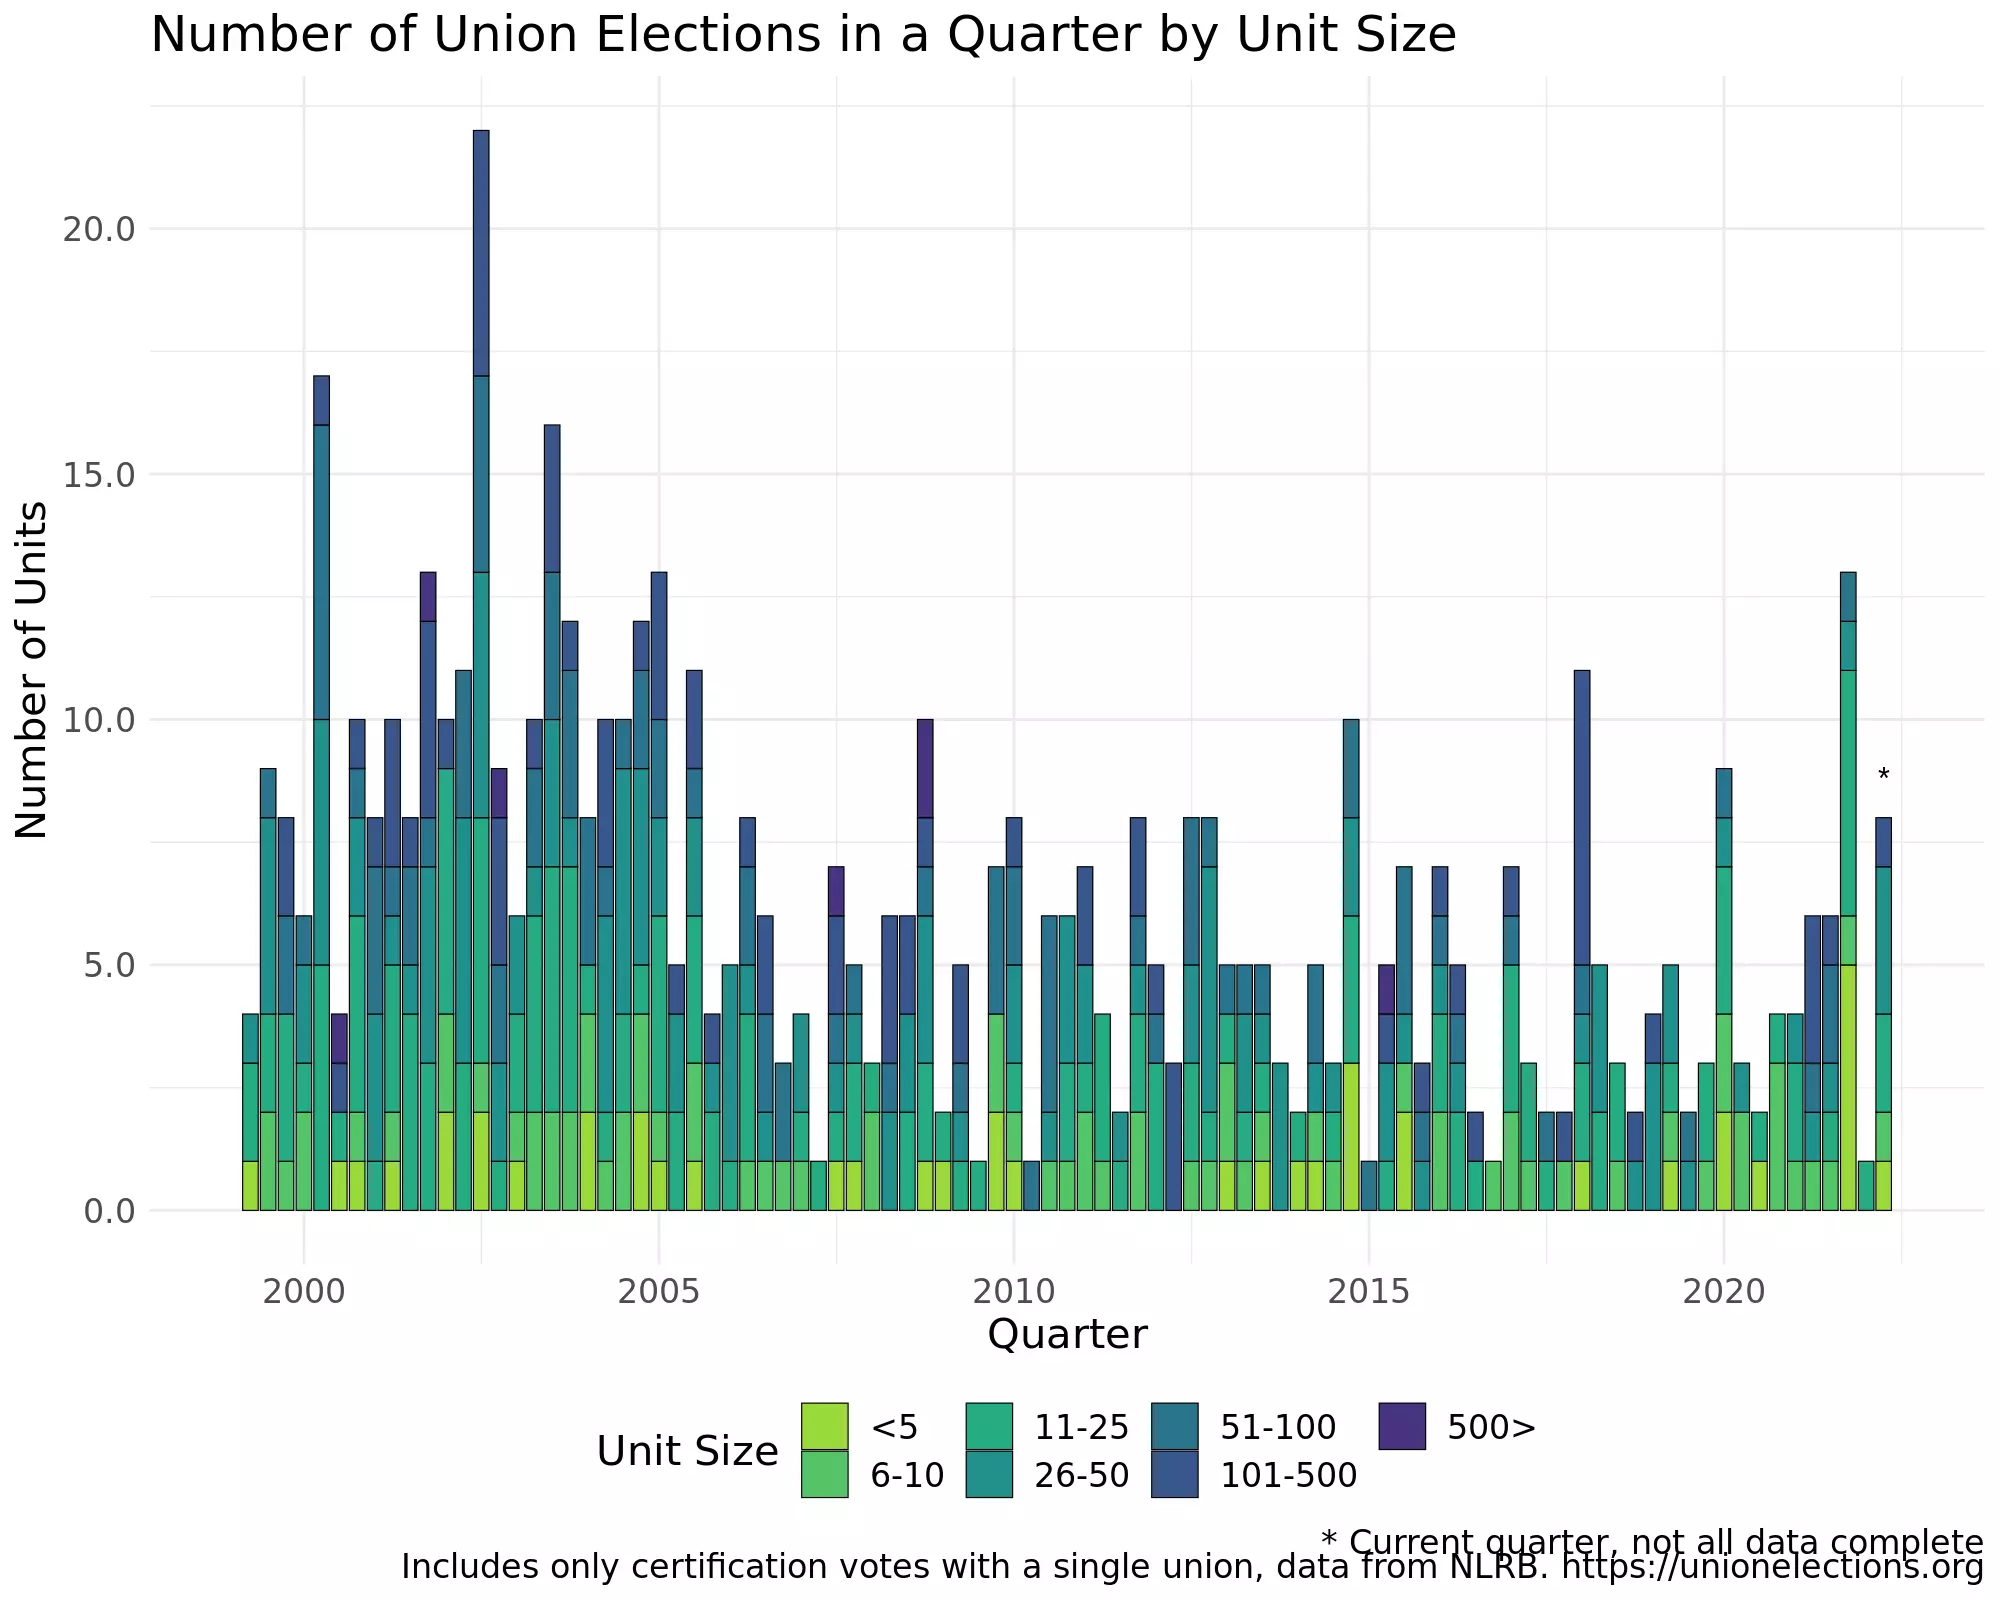 Number of Union Elections in a Quarter by Unit Size
Number of Units
20.0
15.0
10.0
5.0
0.0
*
2000 2005 2010 2015 2020
Quarter
Unit Size
<5 11-25 51-100 500>
6-10 26-50 101-500
* Current quarter, not all data complete
Includes only certification votes with a single union, data from NLRB. https://unionelections.org